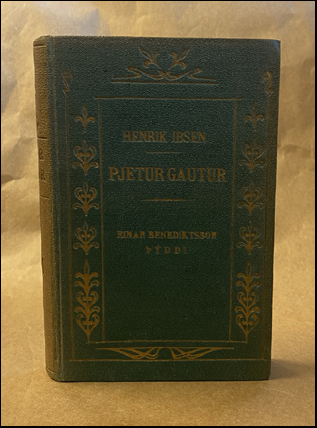 HENRIK IBSEN
PJETUR GAUTUR
EINAR BENEDIKTSSON
ÞÝDDI